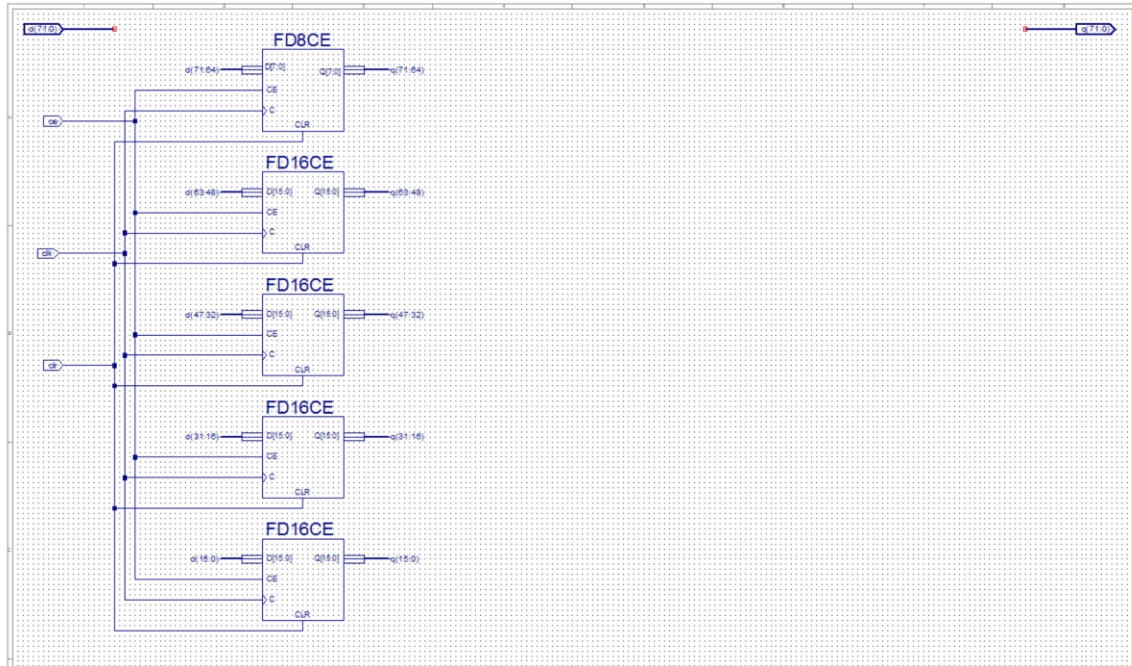 d(71:0) q(71:0)
FD8CE
d(71:64) D[7:0] Q[7:0] q(71:64)
CE
C
ce
CLR
FD16CE
d(63:48) D[15:0] Q[15:0] q(63:48)
CE
C
CLR
clk
FD16CE
d(47:32) D[15:0] Q[15:0] q(47:32)
CE
C
clr
CLR
FD16CE
d(31:16) D[15:0] Q[15:0] q(31:16)
CE
C
CLR
FD16CE
d(15:0) D[15:0] Q[15:0] q(15:0)
CE
C
CLR